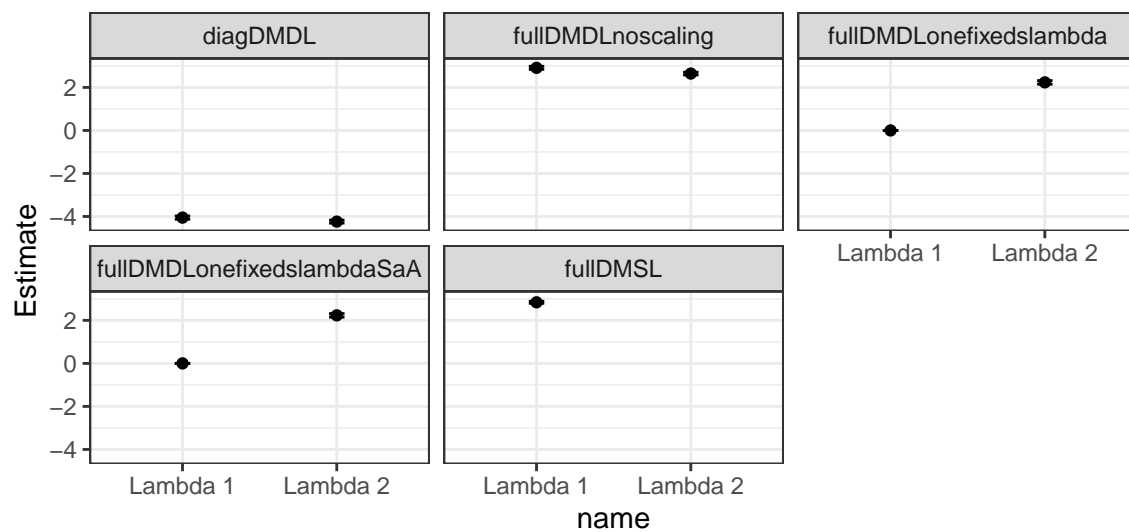 diagDMDL
fullDMDLnoscaling
fullDMDLonefixedslambda
2
0
−2
−4
Lambda 1
Lambda 2
fullDMDLonefixedslambdaSaA
fullDMSL
2
0
−2
−4
Lambda 1
Lambda 2
Lambda 1
Lambda 2
name
Estimate